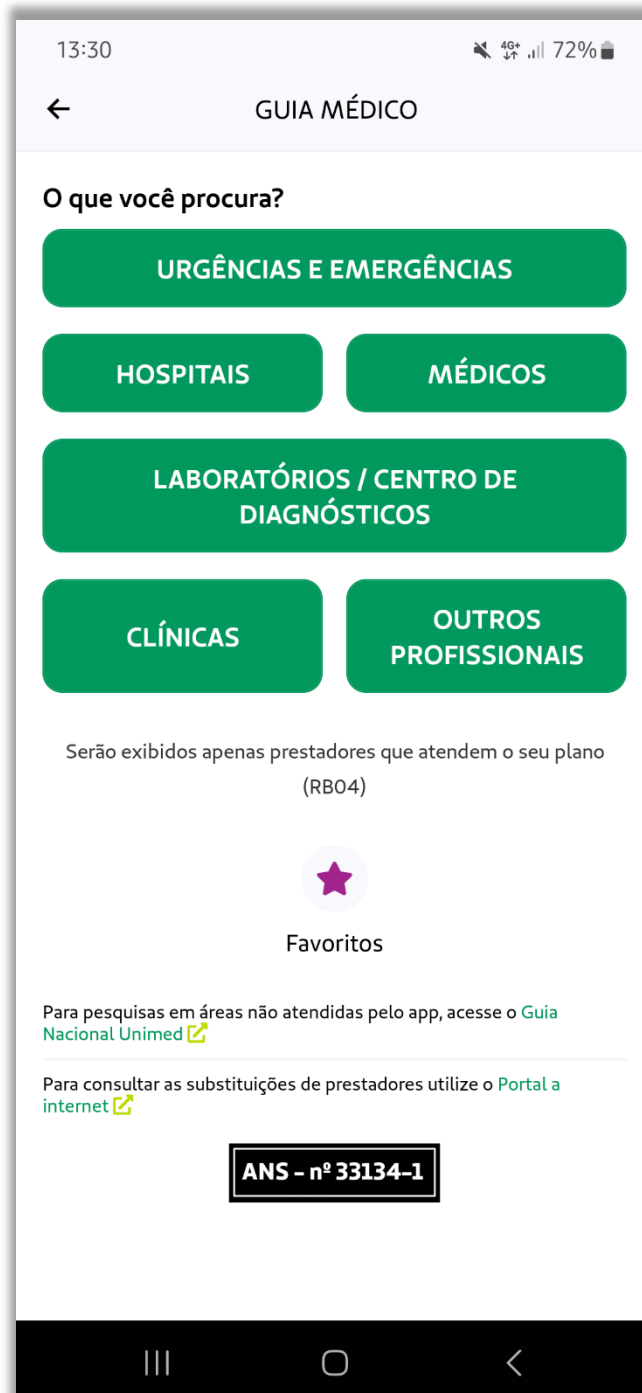 13:30
4G+
72%
GUIA MÉDICO
O que você procura?
URGÊNCIAS E EMERGÊNCIAS
HOSPITAIS
MÉDICOS
LABORATÓRIOS / CENTRO DE
DIAGNÓSTICOS
CLÍNICAS
OUTROS
PROFISSIONAIS
Serão exibidos apenas prestadores que atendem o seu plano
(RB04)
Favoritos
Para pesquisas em áreas não atendidas pelo app, acesse o Guia
Nacional Unimed
Para consultar as substituições de prestadores utilize o Portal a
internet
ANS – nº 33134–1